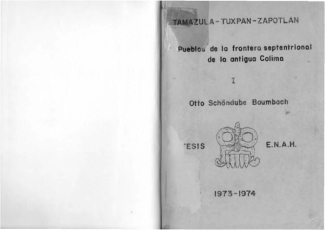 TAMAZULA-TUXPAN-ZAPOTLAN
Pueblos de la frontera septentrional
de la antigua Colima
I
Otto Schöndube Baumbach
TESIS E.N.A.H.
1973-1974